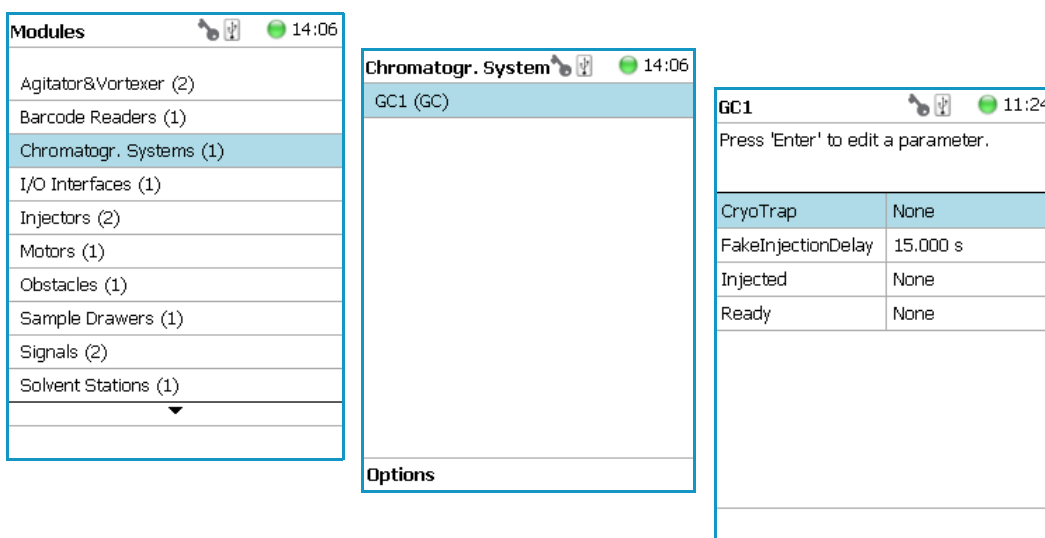 Modules 14:06
Agitator&Vortexer (2)
Barcode Readers (1)
Chromatogr. Systems (1)
I/O Interfaces (1)
Injectors (2)
Motors (1)
Obstacles (1)
Sample Drawers (1)
Signals (2)
Solvent Stations (1)
Chromatogr. System 14:06
GC1 (GC)
Options
GC1 11:24
Press 'Enter' to edit a parameter.
CryoTrap None
FakeInjectionDelay 15.000 s
Injected None
Ready None